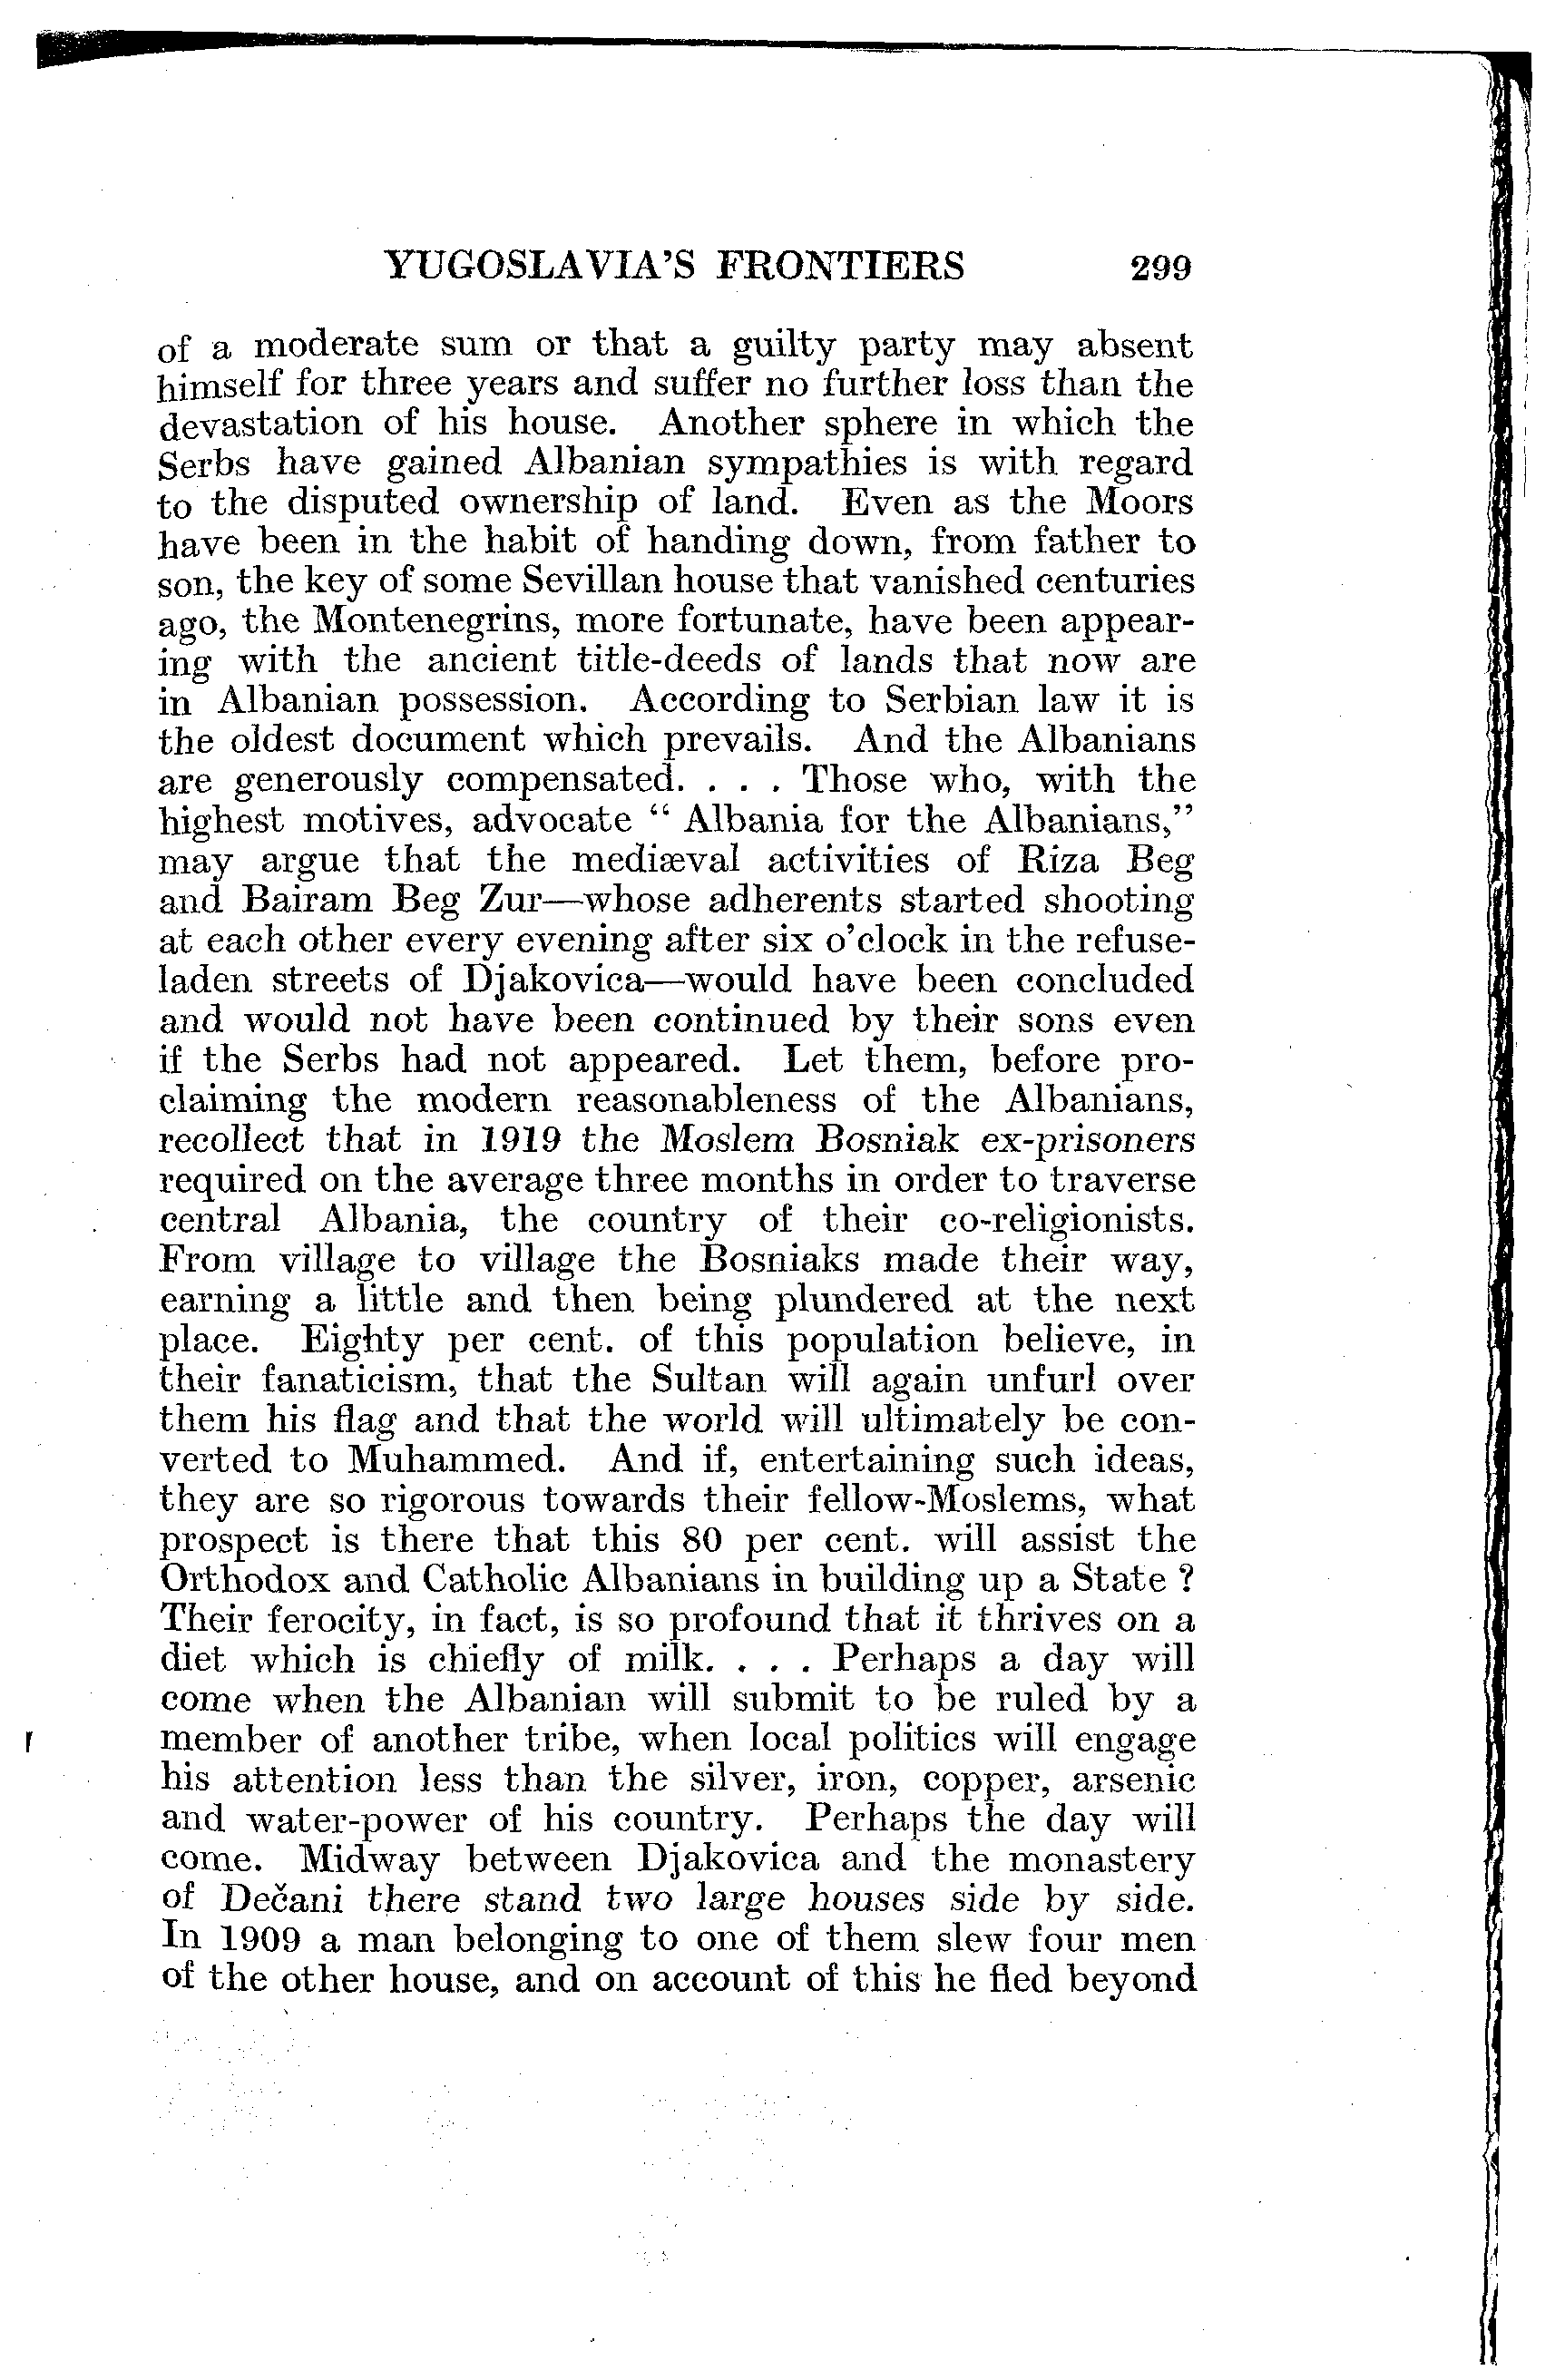 YUGOSLAVIA'S FRONTIERS 299
of a moderate sum or that a guilty party may absent
himself for three years and suffer no further loss than the
devastation of his house. Another sphere in which the
Serbs have gained Albanian sympathies is with regard
to the disputed ownership of land. Even as the Moors
have been in the habit of handing down, from father to
son, the key of some Sevillan house that vanished centuries
ago, the Montenegrins, more fortunate, have been appear-
ing with the ancient title-deeds of lands that now are
in Albanian possession. According to Serbian law it is
the oldest document which prevails. And the Albanians
are generously compensated. . . . Those who, with the
highest motives, advocate “ Albania for the Albanians,”
may argue that the mediæval activities of Riza Beg
and Bairam Beg Zur—whose adherents started shooting
at each other every evening after six o'clock in the refuse-
laden streets of Djakovica—would have been concluded
and would not have been continued by their sons even
if the Serbs had not appeared. Let them, before pro-
claiming the modern reasonableness of the Albanians,
recollect that in 1919 the Moslem Bosniak ex-prisoners
required on the average three months in order to traverse
central Albania, the country of their co-religionists.
From village to village the Bosniaks made their way,
earning a little and then being plundered at the next
place. Eighty per cent. of this population believe, in
their fanaticism, that the Sultan will again unfurl over
them his flag and that the world will ultimately be con-
verted to Muhammed. And if, entertaining such ideas,
they are so rigorous towards their fellow-Moslems, what
prospect is there that this 80 per cent. will assist the
Orthodox and Catholic Albanians in building up a State ?
Their ferocity, in fact, is so profound that it thrives on a
diet which is chiefly of milk. . . . Perhaps a day will
come when the Albanian will submit to be ruled by a
member of another tribe, when local politics will engage
his attention less than the silver, iron, copper, arsenic
and water-power of his country. Perhaps the day will
come. Midway between Djakovica and the monastery
of Dečani there stand two large houses side by side.
In 1909 a man belonging to one of them slew four men
of the other house, and on account of this he fled beyond